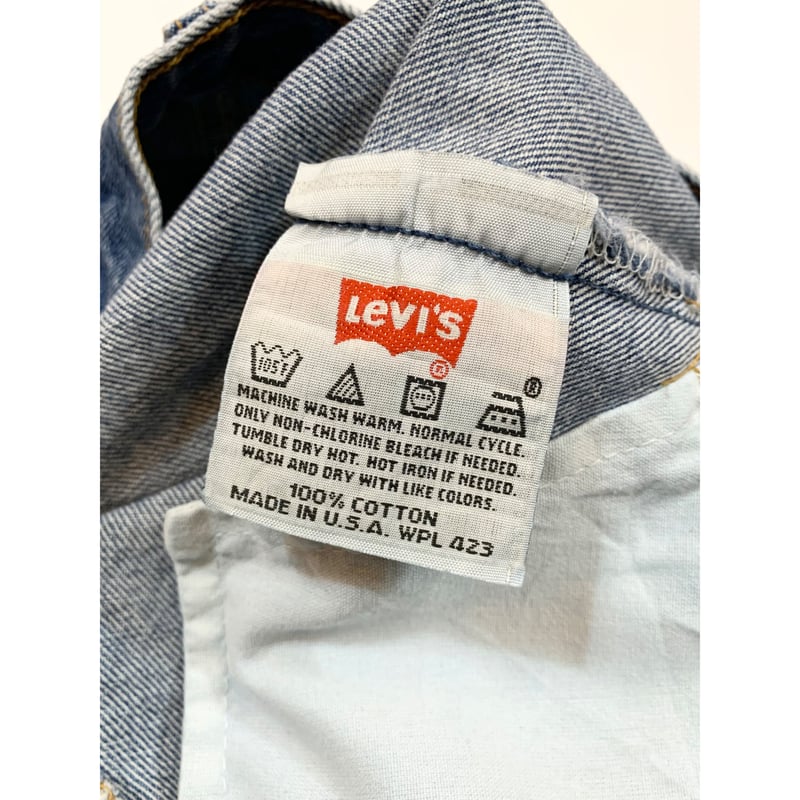 LEVI'S
®
105F
®
MACHINE WASH WARM. NORMAL CYCLE.
ONLY NON-CHLORINE BLEACH IF NEEDED.
TUMBLE DRY HOT. HOT IRON IF NEEDED.
WASH AND DRY WITH LIKE COLORS.
100% COTTON
MADE IN U.S.A. WPL 423